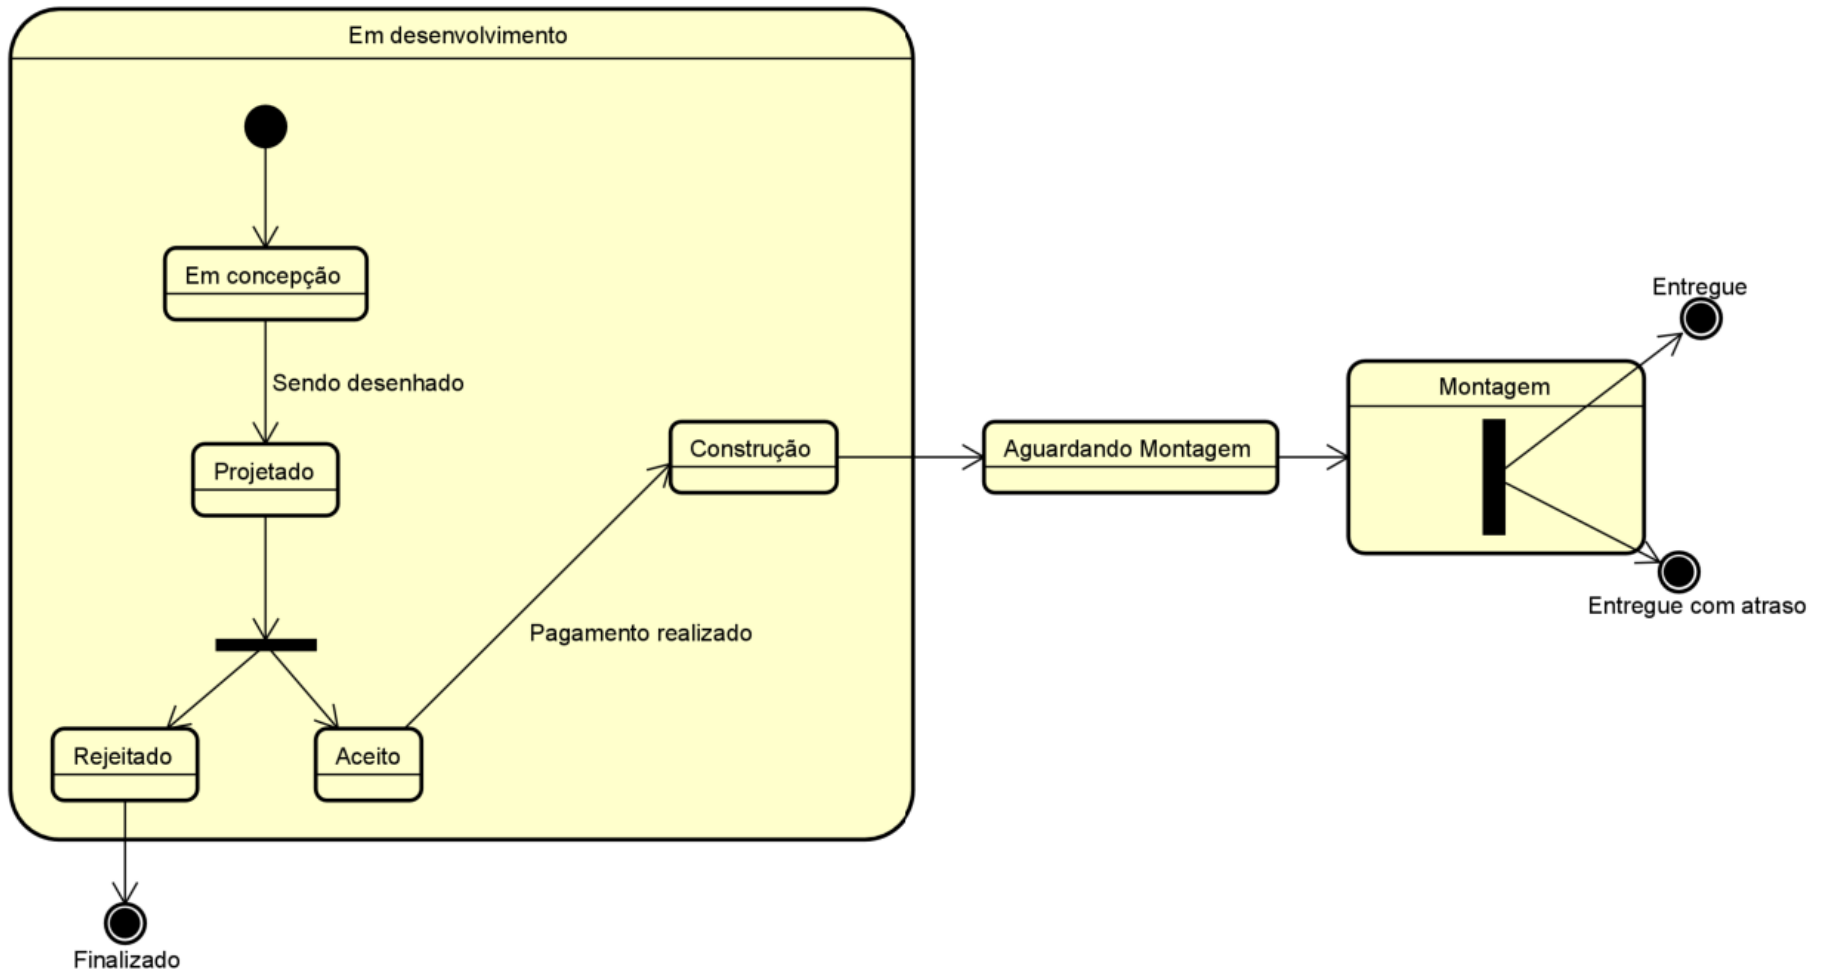 Em desenvolvimento
Em concepção
Sendo desenhado
Projetado
Rejeitado
Aceito
Pagamento realizado
Construção
Aguardando Montagem
Montagem
Entregue
Entregue com atraso
Finalizado